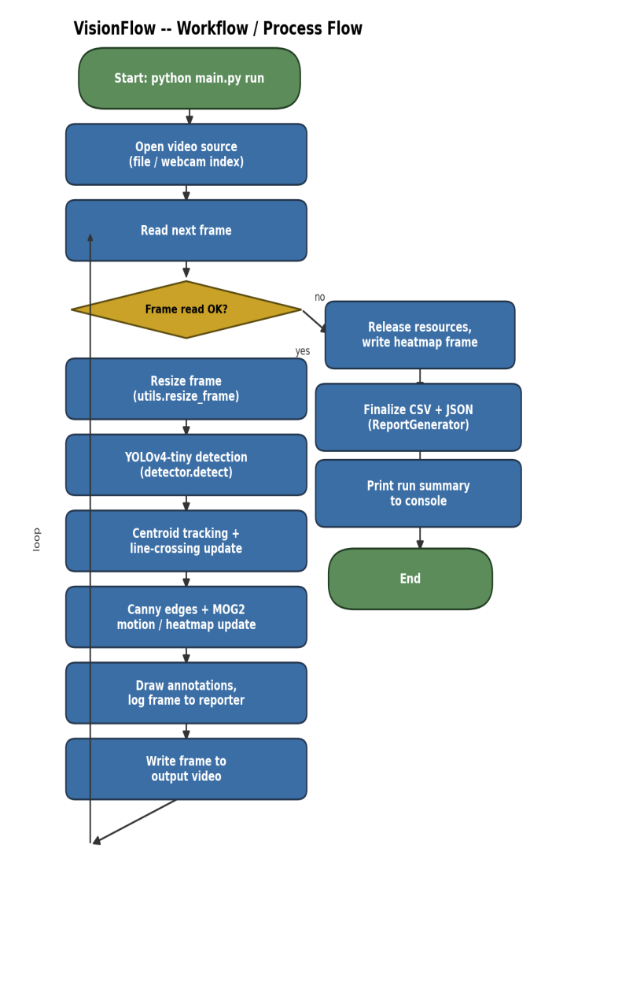 VisionFlow -- Workflow / Process Flow
Start: python main.py run
Open video source
(file / webcam index)
Read next frame
Frame read OK?
no
Release resources,
write heatmap frame
yes
Resize frame
(utils.resize_frame)
Finalize CSV + JSON
(ReportGenerator)
YOLOv4-tiny detection
(detector.detect)
Print run summary
to console
Centroid tracking +
line-crossing update
loop
End
Canny edges + MOG2
motion / heatmap update
Draw annotations,
log frame to reporter
Write frame to
output video